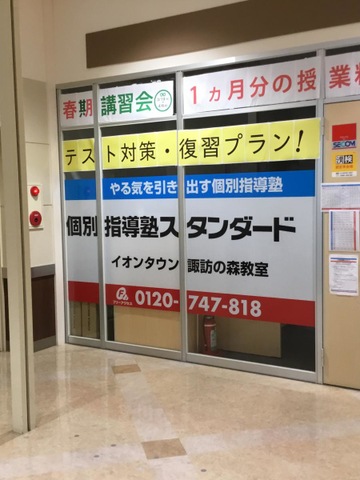 春期講習会
1ヵ月分の授業料
テスト対策・復習プラン!
やる気を引き出す個別指導塾
個別指導塾スタンダード
イオンタウン諏訪の森教室
0120-747-818
SECOM